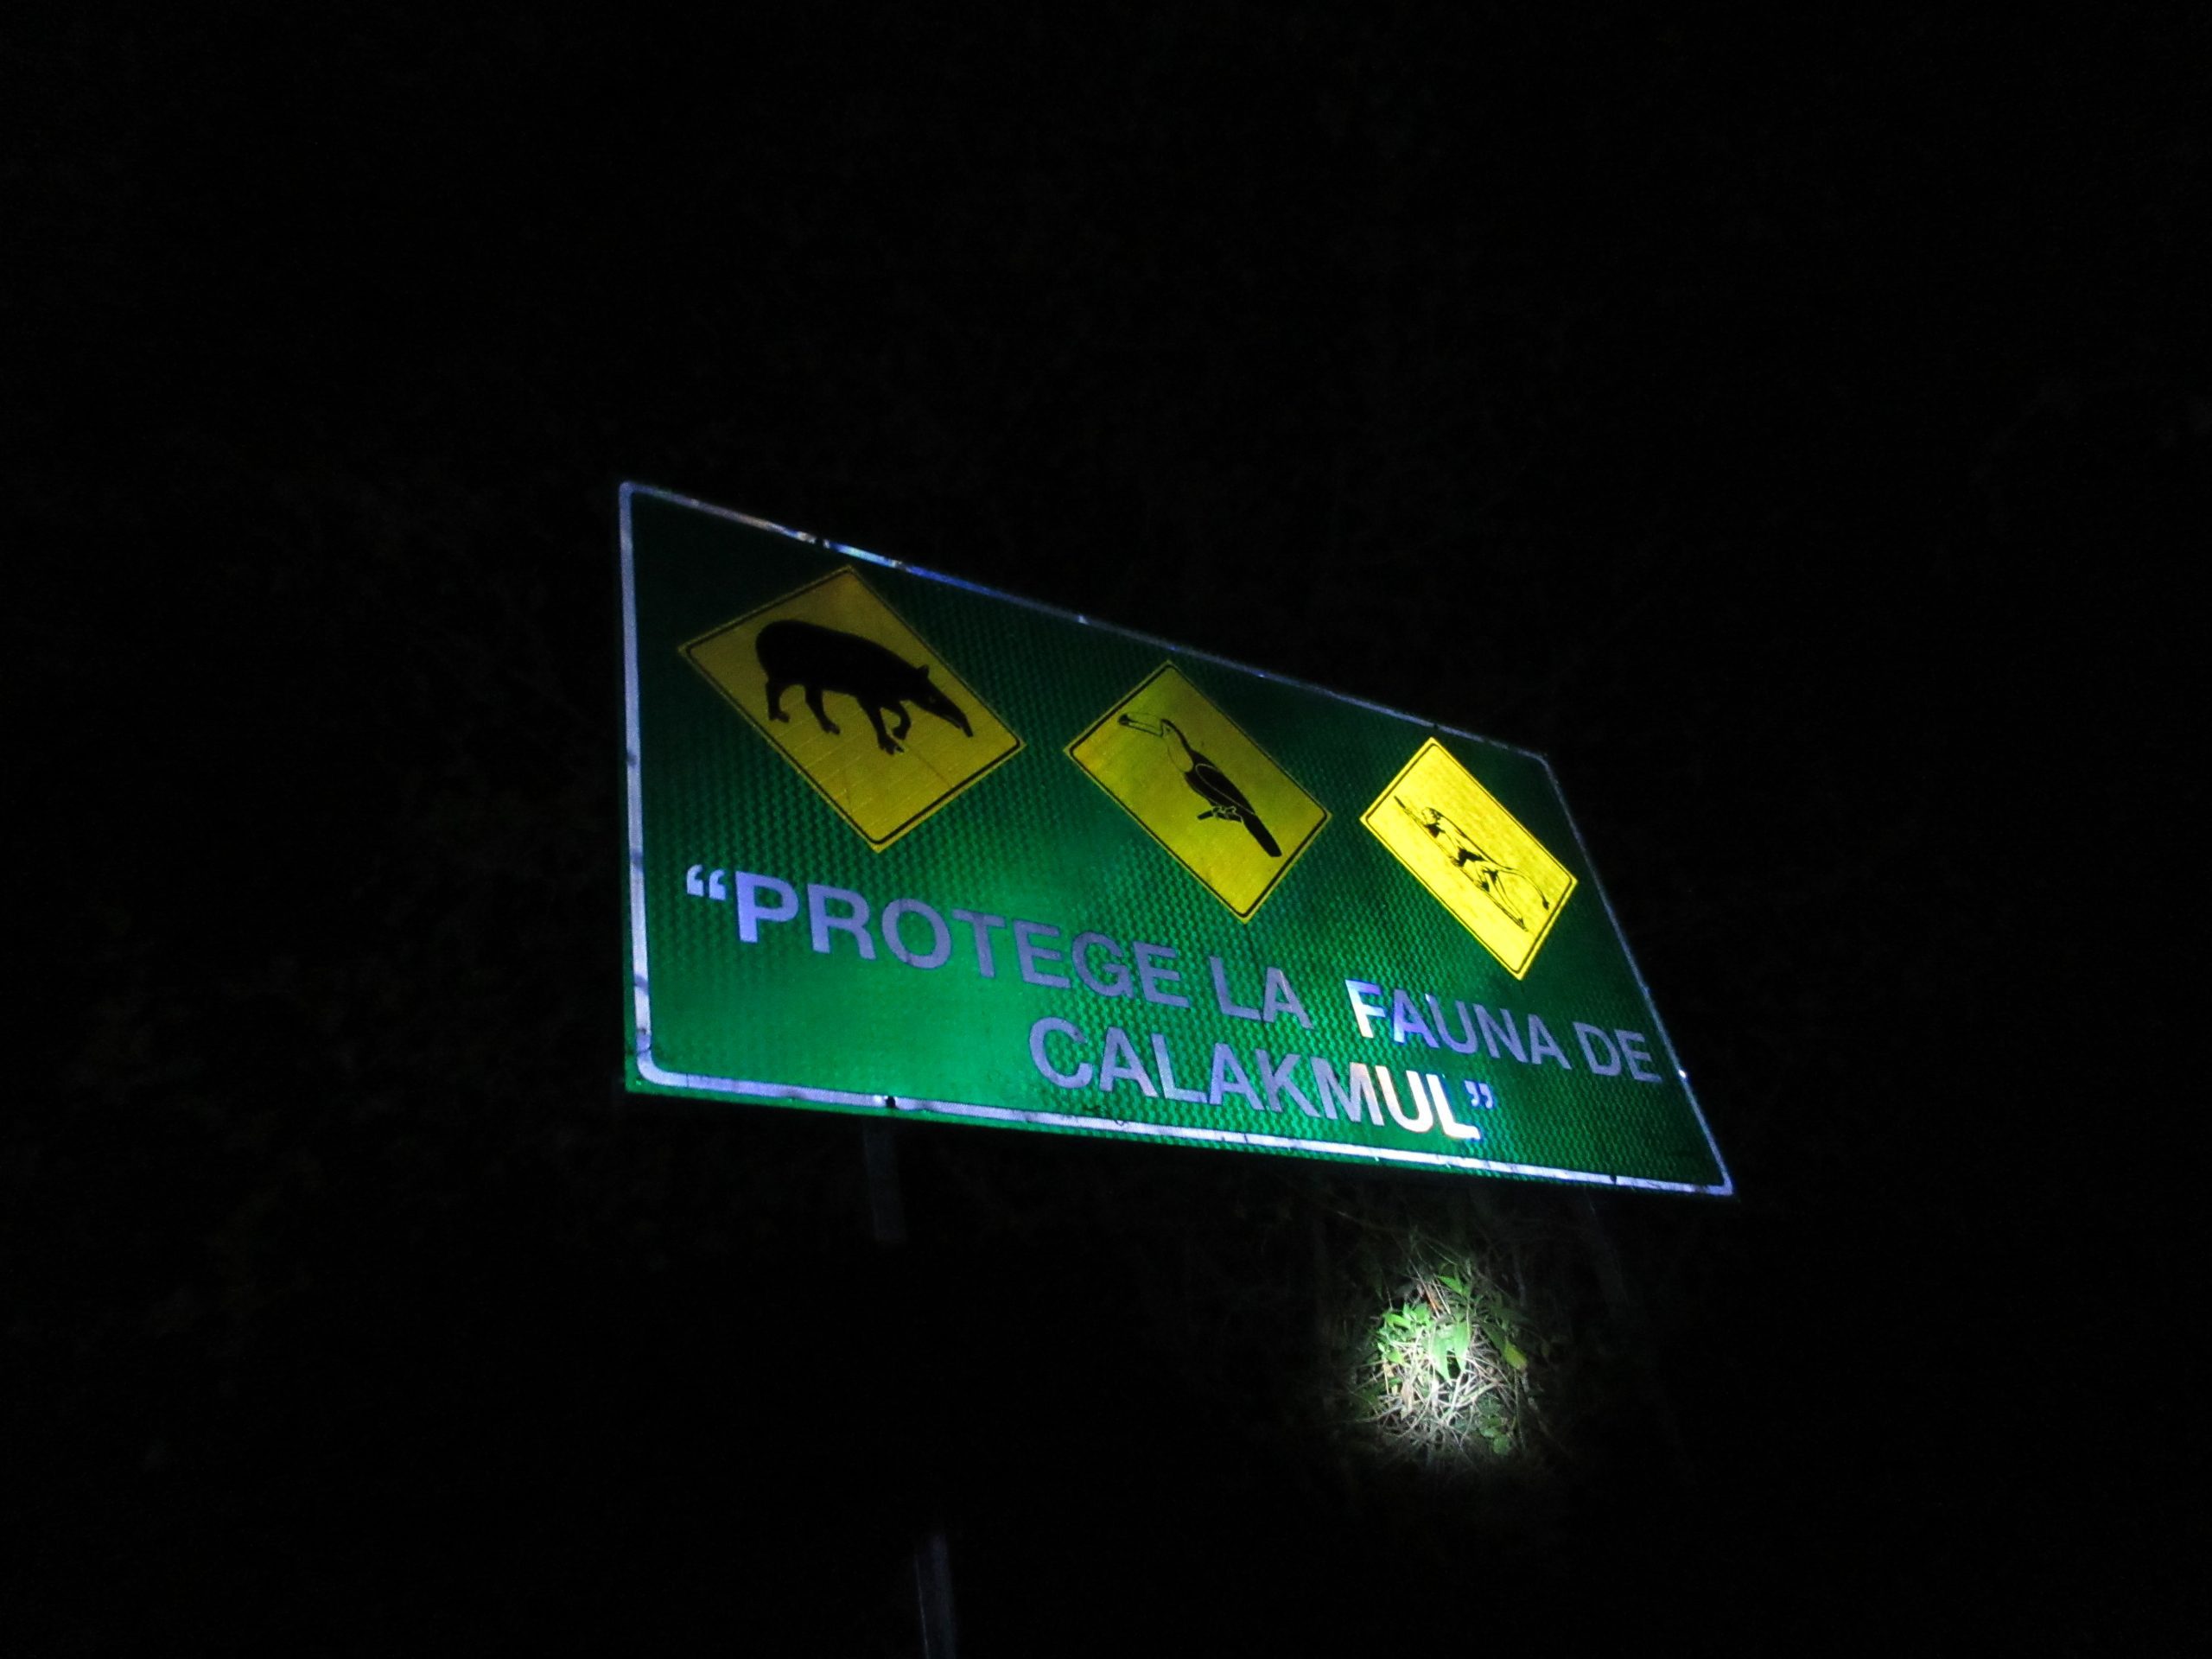 “PROTEGE LA FAUNA DE
CALAKMUL”